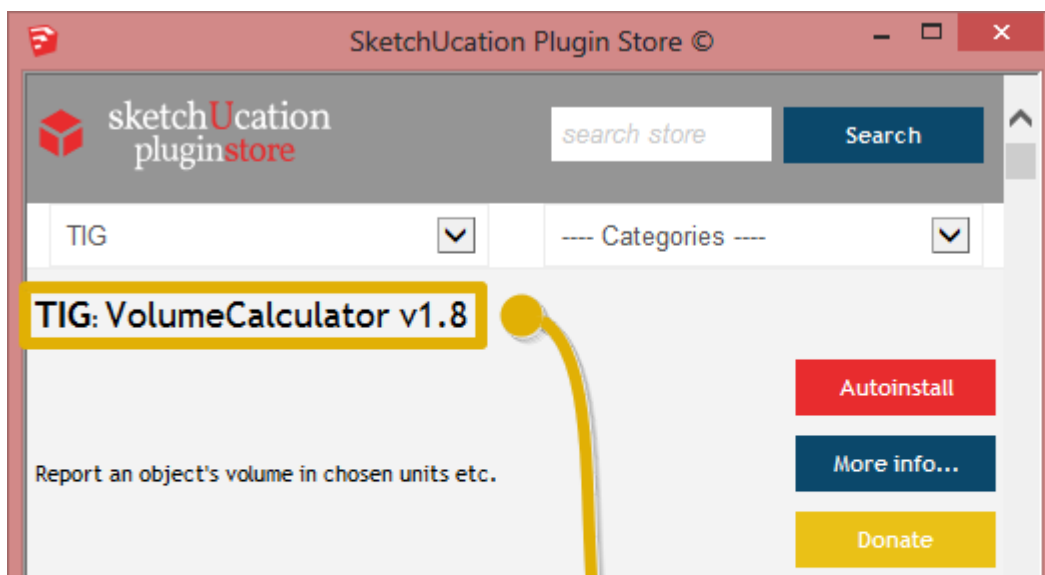 SketchUcation Plugin Store ©
sketchUcation
pluginstore
search store
Search
TIG
---- Categories ----
TIG: VolumeCalculator v1.8
Autoinstall
Report an object's volume in chosen units etc.
More info...
Donate